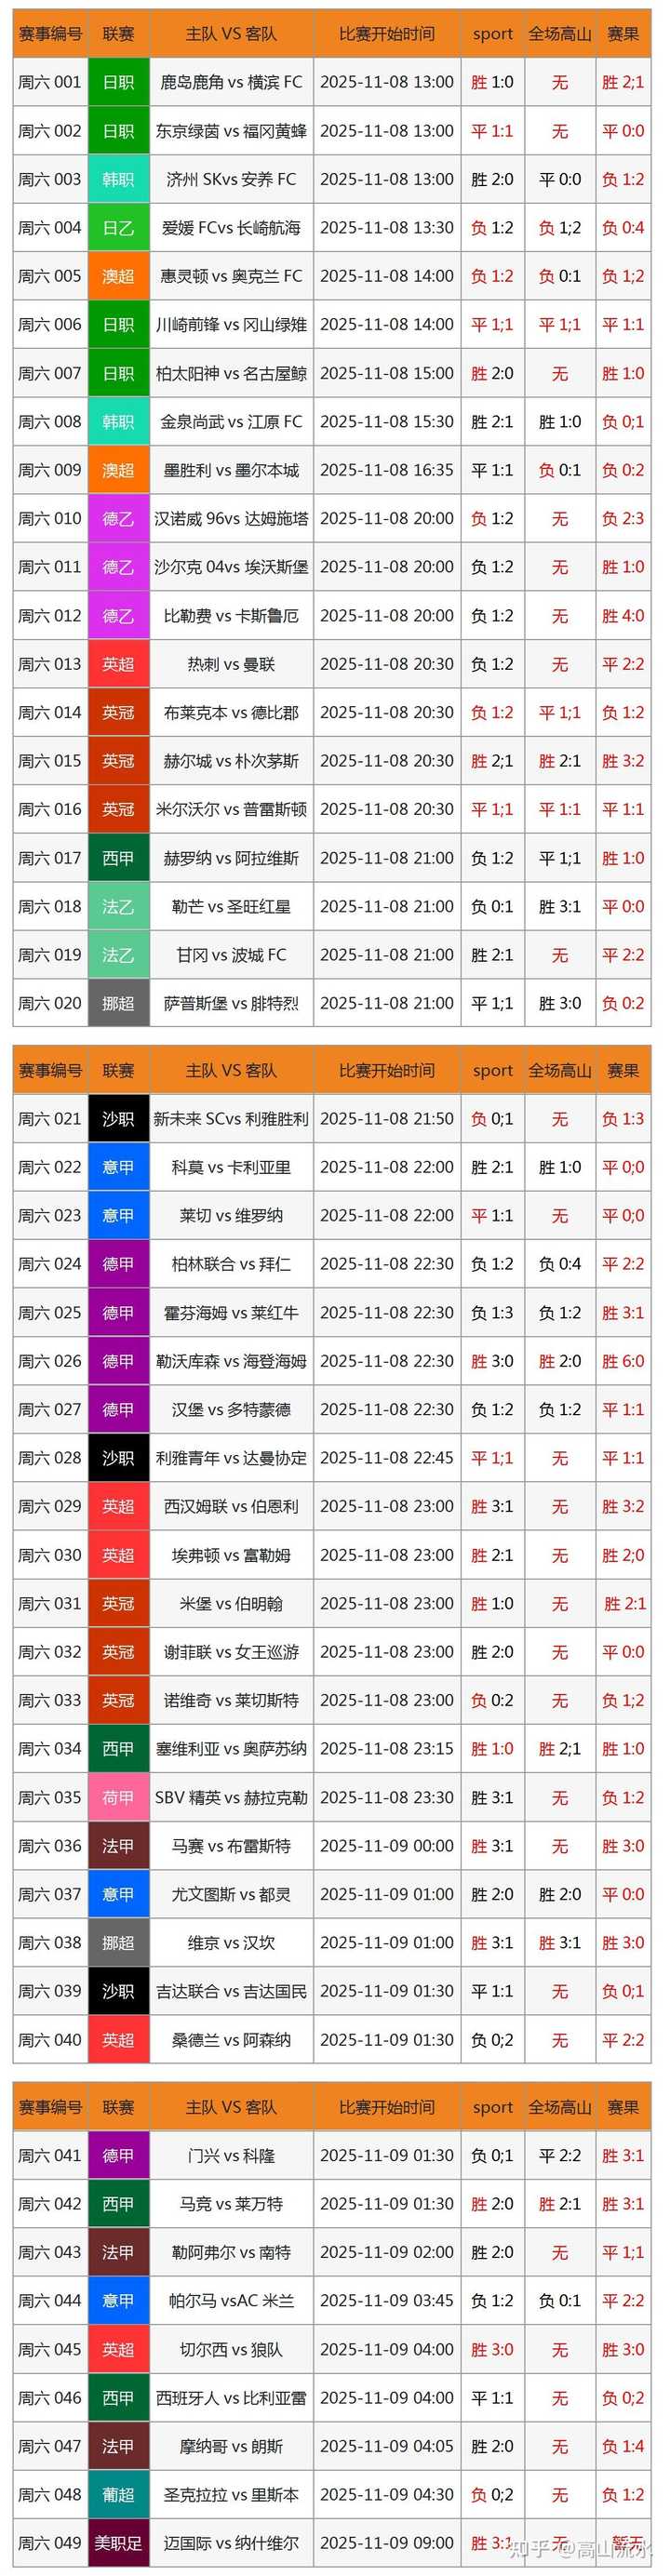 赛事编号 联赛 主队 VS 客队 比赛开始时间 sport 全场高山 赛果
周六 001 日职 鹿岛鹿角 vs 横滨 FC 2025-11-08 13:00 胜 1:0 无 胜 2;1
周六 002 日职 东京绿茵 vs 福冈黄蜂 2025-11-08 13:00 平 1:1 无 平 0:0
周六 003 韩职 济州 SKvs 安养 FC 2025-11-08 13:00 胜 2:0 平 0:0 负 1:2
周六 004 日乙 爱媛 FCvs 长崎航海 2025-11-08 13:30 负 1:2 负 1;2 负 0:4
周六 005 澳超 惠灵顿 vs 奥克兰 FC 2025-11-08 14:00 负 1:2 负 0:1 负 1;2
周六 006 日职 川崎前锋 vs 冈山绿雉 2025-11-08 14:00 平 1;1 平 1;1 平 1:1
周六 007 日职 柏太阳神 vs 名古屋鲸 2025-11-08 15:00 胜 2:0 无 胜 1:0
周六 008 韩职 金泉尚武 vs 江原 FC 2025-11-08 15:30 胜 2:1 胜 1:0 负 0;1
周六 009 澳超 墨胜利 vs 墨尔本城 2025-11-08 16:35 平 1:1 负 0:1 负 0:2
周六 010 德乙 汉诺威 96vs 达姆施塔 2025-11-08 20:00 负 1:2 无 负 2:3
周六 011 德乙 沙尔克 04vs 埃沃斯堡 2025-11-08 20:00 负 1:2 无 胜 1:0
周六 012 德乙 比勒费 vs 卡斯鲁厄 2025-11-08 20:00 负 1:2 无 胜 4:0
周六 013 英超 热刺 vs 曼联 2025-11-08 20:30 负 1:2 无 平 2:2
周六 014 英冠 布莱克本 vs 德比郡 2025-11-08 20:30 负 1:2 平 1;1 负 1:2
周六 015 英冠 赫尔城 vs 朴次茅斯 2025-11-08 20:30 胜 2;1 胜 2:1 胜 3:2
周六 016 英冠 米尔沃尔 vs 普雷斯顿 2025-11-08 20:30 平 1;1 平 1:1 平 1:1
周六 017 西甲 赫罗纳 vs 阿拉维斯 2025-11-08 21:00 负 1:2 平 1;1 胜 1:0
周六 018 法乙 勒芒 vs 圣旺红星 2025-11-08 21:00 负 0:1 胜 3:1 平 0:0
周六 019 法乙 甘冈 vs 波城 FC 2025-11-08 21:00 胜 2:1 无 平 2:2
周六 020 挪超 萨普斯堡 vs 腓特烈 2025-11-08 21:00 平 1;1 胜 3:0 负 0:2
赛事编号 联赛 主队 VS 客队 比赛开始时间 sport 全场高山 赛果
周六 021 沙职 新未来 SCvs 利雅胜利 2025-11-08 21:50 负 0;1 无 负 1:3
周六 022 意甲 科莫 vs 卡利亚里 2025-11-08 22:00 胜 2:1 胜 1:0 平 0;0
周六 023 意甲 莱切 vs 维罗纳 2025-11-08 22:00 平 1:1 无 平 0;0
周六 024 德甲 柏林联合 vs 拜仁 2025-11-08 22:30 负 1:2 负 0:4 平 2:2
周六 025 德甲 霍芬海姆 vs 莱红牛 2025-11-08 22:30 负 1:3 负 1:2 胜 3:1
周六 026 德甲 勒沃库森 vs 海登海姆 2025-11-08 22:30 胜 3:0 胜 2:0 胜 6:0
周六 027 德甲 汉堡 vs 多特蒙德 2025-11-08 22:30 负 1:2 负 1:2 平 1:1
周六 028 沙职 利雅青年 vs 达曼协定 2025-11-08 22:45 平 1;1 无 平 1:1
周六 029 英超 西汉姆联 vs 伯恩利 2025-11-08 23:00 胜 3:1 无 胜 3:2
周六 030 英超 埃弗顿 vs 富勒姆 2025-11-08 23:00 胜 2:1 无 胜 2;0
周六 031 英冠 米堡 vs 伯明翰 2025-11-08 23:00 胜 1:0 无 胜 2:1
周六 032 英冠 谢菲联 vs 女王巡游 2025-11-08 23:00 胜 2:0 无 平 0:0
周六 033 英冠 诺维奇 vs 莱切斯特 2025-11-08 23:00 负 0:2 无 负 1;2
周六 034 西甲 塞维利亚 vs 奥萨苏纳 2025-11-08 23:15 胜 1:0 胜 2;1 胜 1:0
周六 035 荷甲 SBV 精英 vs 赫拉克勒 2025-11-08 23:30 胜 3:1 无 负 1:2
周六 036 法甲 马赛 vs 布雷斯特 2025-11-09 00:00 胜 3:1 无 胜 3:0
周六 037 意甲 尤文图斯 vs 都灵 2025-11-09 01:00 胜 2:0 胜 2:0 平 0:0
周六 038 挪超 维京 vs 汉坎 2025-11-09 01:00 胜 3:1 胜 3:1 胜 3:0
周六 039 沙职 吉达联合 vs 吉达国民 2025-11-09 01:30 平 1:1 无 负 0;1
周六 040 英超 桑德兰 vs 阿森纳 2025-11-09 01:30 负 0;2 无 平 2:2
赛事编号 联赛 主队 VS 客队 比赛开始时间 sport 全场高山 赛果
周六 041 德甲 门兴 vs 科隆 2025-11-09 01:30 负 0;1 平 2:2 胜 3:1
周六 042 西甲 马竞 vs 莱万特 2025-11-09 01:30 胜 2:0 胜 2:1 胜 3:1
周六 043 法甲 勒阿弗尔 vs 南特 2025-11-09 02:00 胜 2:0 无 平 1;1
周六 044 意甲 帕尔马 vsAC 米兰 2025-11-09 03:45 负 1:2 负 0:1 平 2:2
周六 045 英超 切尔西 vs 狼队 2025-11-09 04:00 胜 3:0 无 胜 3:0
周六 046 西甲 西班牙人 vs 比利亚雷 2025-11-09 04:00 平 1:1 无 负 0;2
周六 047 法甲 摩纳哥 vs 朗斯 2025-11-09 04:05 胜 2:0 无 负 1:4
周六 048 葡超 圣克拉拉 vs 里斯本 2025-11-09 04:30 负 0;2 无 负 1:2
周六 049 美职足 迈国际 vs 纳什维尔 2025-11-09 09:00 胜 3:1 无 暂无
知乎 @高山流水